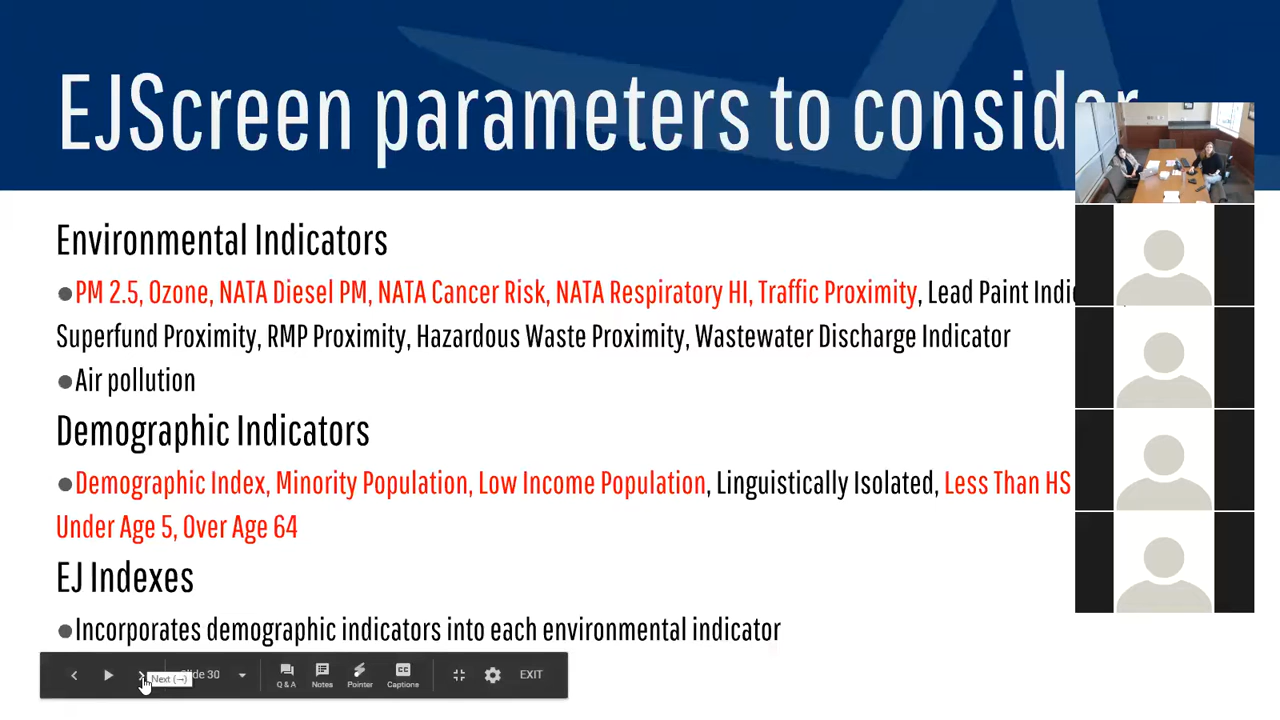 EJScreen parameters to consider
Environmental Indicators
●PM 2.5, Ozone, NATA Diesel PM, NATA Cancer Risk, NATA Respiratory HI, Traffic Proximity, Lead Paint
Superfund Proximity, RMP Proximity, Hazardous Waste Proximity, Wastewater Discharge Indicator
●Air pollution
Demographic Indicators
●Demographic Index, Minority Population, Low Income Population, Linguistically Isolated, Less Than HS
Under Age 5, Over Age 64
EJ Indexes
●Incorporates demographic indicators into each environmental indicator
Next (→)
Slide 30
Q & A
Notes
Pointer
Captions
EXIT